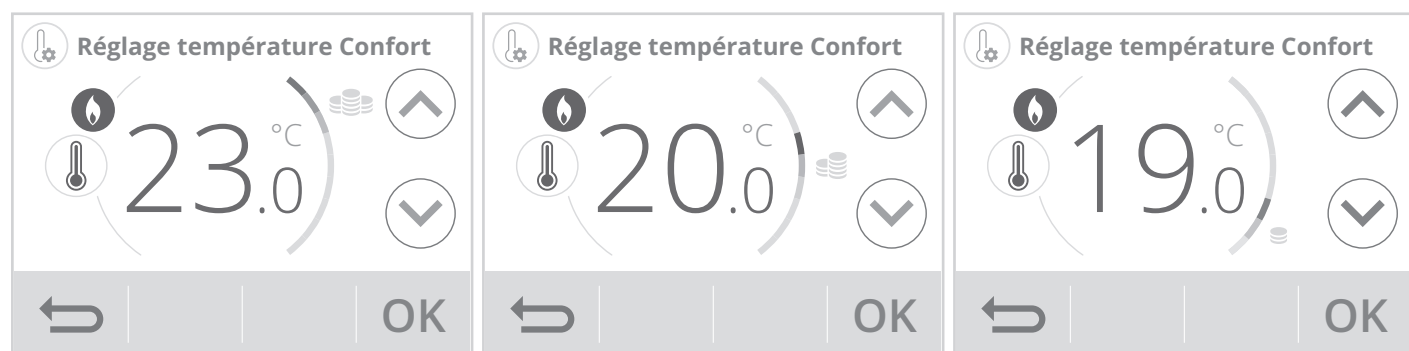 Réglage température Confort
23.0 °C
OK
Réglage température Confort
20.0 °C
OK
Réglage température Confort
19.0 °C
OK